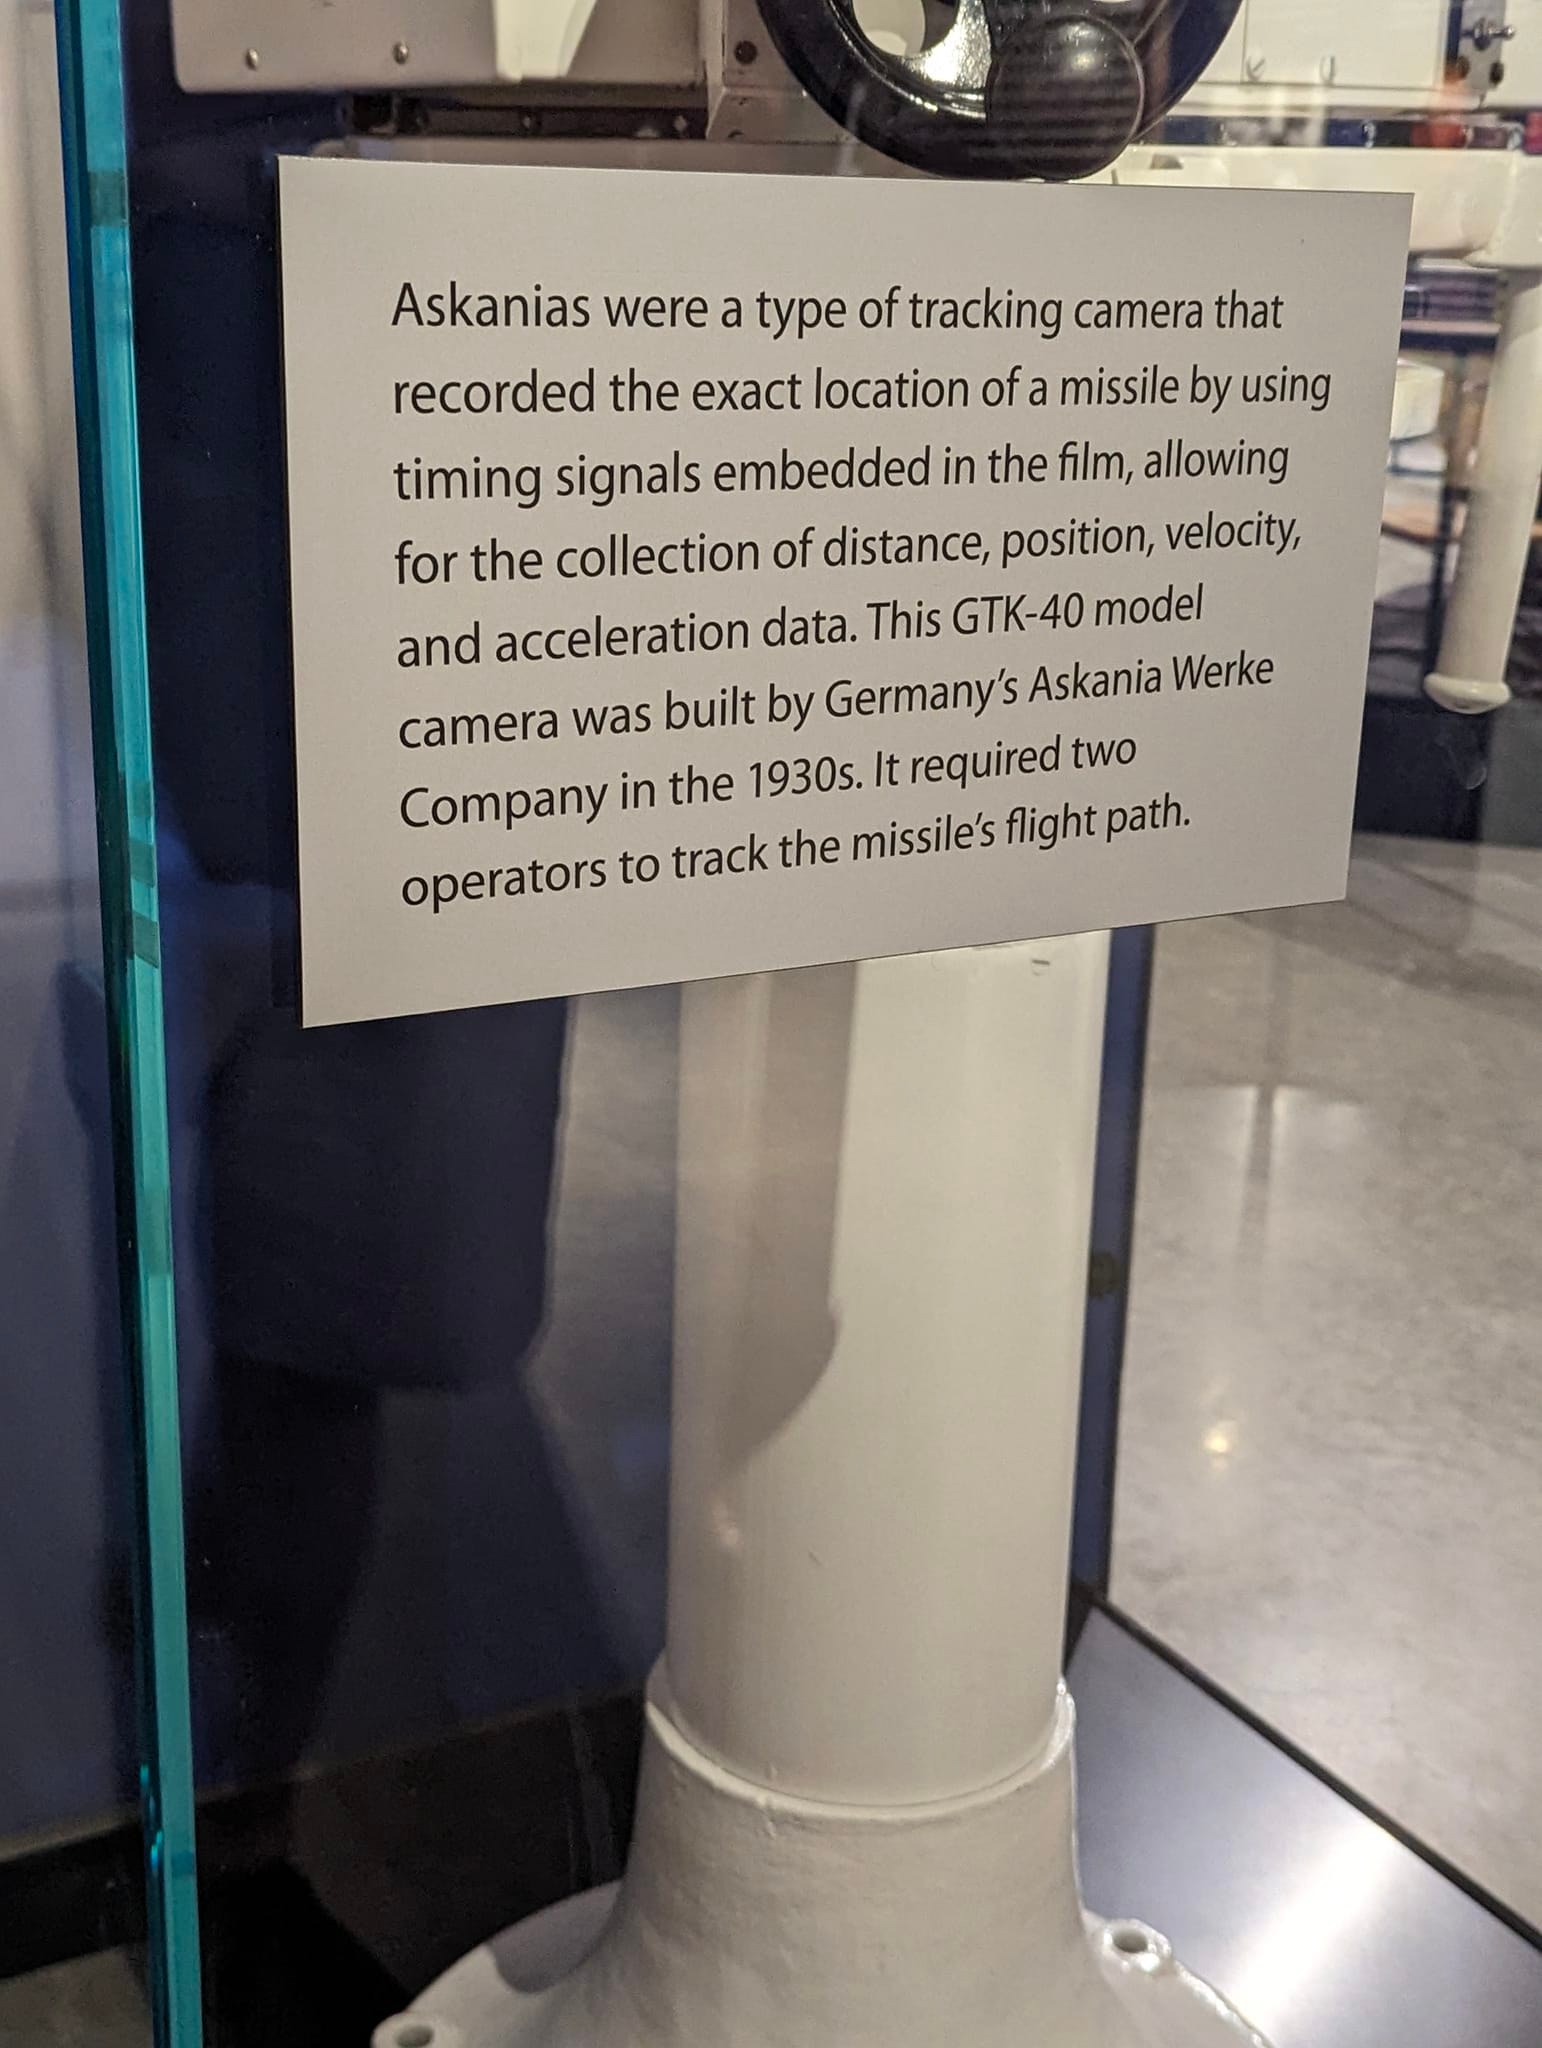 Askanias were a type of tracking camera that
recorded the exact location of a missile by using
timing signals embedded in the film, allowing
for the collection of distance, position, velocity,
and acceleration data. This GTK-40 model
camera was built by Germany’s Askania Werke
Company in the 1930s. It required two
operators to track the missile’s flight path.